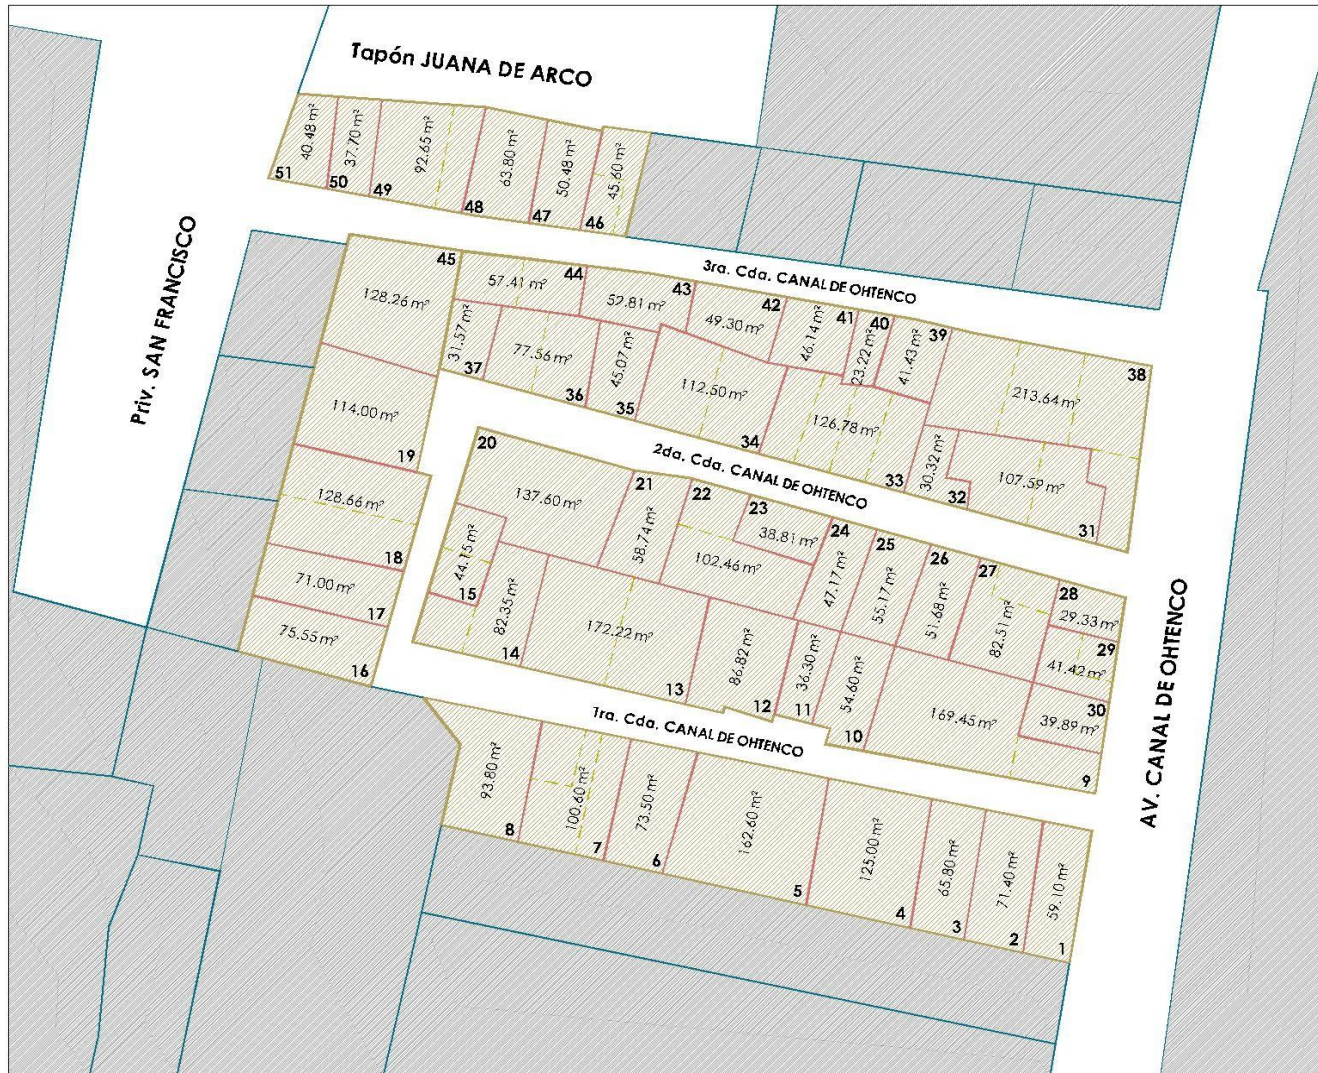 Tapón JUANA DE ARCO
40.48 m²
51
37.70 m²
50
92.65 m²
49
63.80 m²
48
50.48 m²
47
45.60 m²
46
Priv. SAN FRANCISCO
3ra. Cda. CANAL DE OHTENCO
128.26 m²
45
57.41 m²
44
43
49.30 m²
42
46.14 m²
41
23.22 m²
40
41.43 m²
39
213.64 m²
38
31.57 m²
37
77.56 m²
36
45.07 m²
35
112.50 m²
34
126.78 m²
33
30.32 m²
32
107.59 m²
31
114.00 m²
19
2da. Cda. CANAL DE OHTENCO
20
137.60 m²
21
58.74 m²
22
102.46 m²
23
38.81 m²
24
47.17 m²
25
55.17 m²
26
51.68 m²
27
82.51 m²
28
29.33 m²
29
41.42 m²
30
39.89 m²
128.66 m²
18
71.00 m²
17
75.55 m²
16
44.15 m²
15
82.35 m²
14
172.22 m²
13
86.82 m²
12
36.30 m²
11
54.60 m²
10
169.45 m²
9
1ra. Cda. CANAL DE OHTENCO
AV. CANAL DE OHTENCO
93.80 m²
8
100.60 m²
7
73.50 m²
6
162.60 m²
5
125.00 m²
4
65.80 m²
3
71.40 m²
2
59.10 m²
1